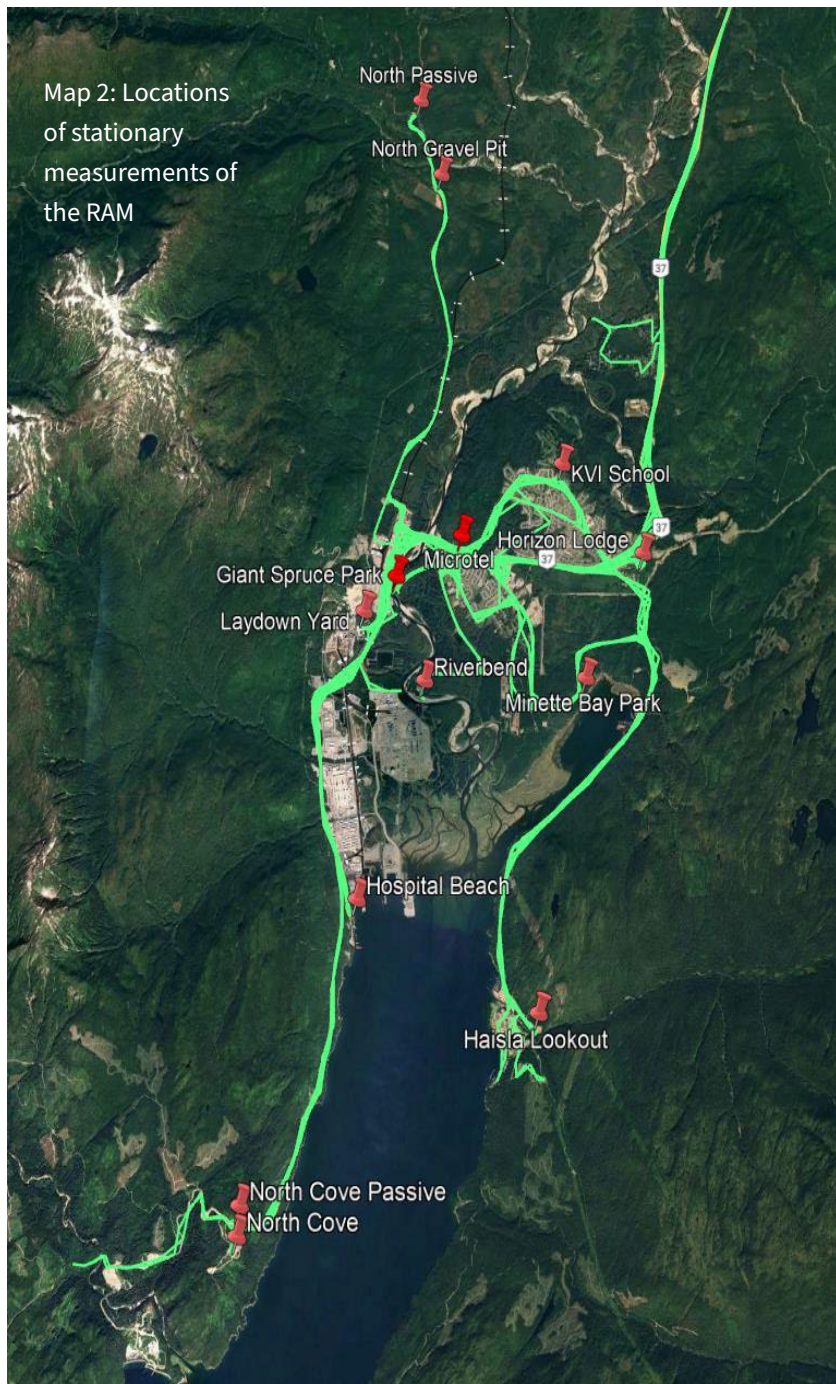 Map 2: Locations
of stationary
measurements of
the RAM
North Passive
North Gravel Pit
37
KVI School
37
Horizon Lodge
37
Microtel
Giant Spruce Park
Laydown Yard
Riverbend
Minette Bay Park
Hospital Beach
Haisla Lookout
North Cove Passive
North Cove